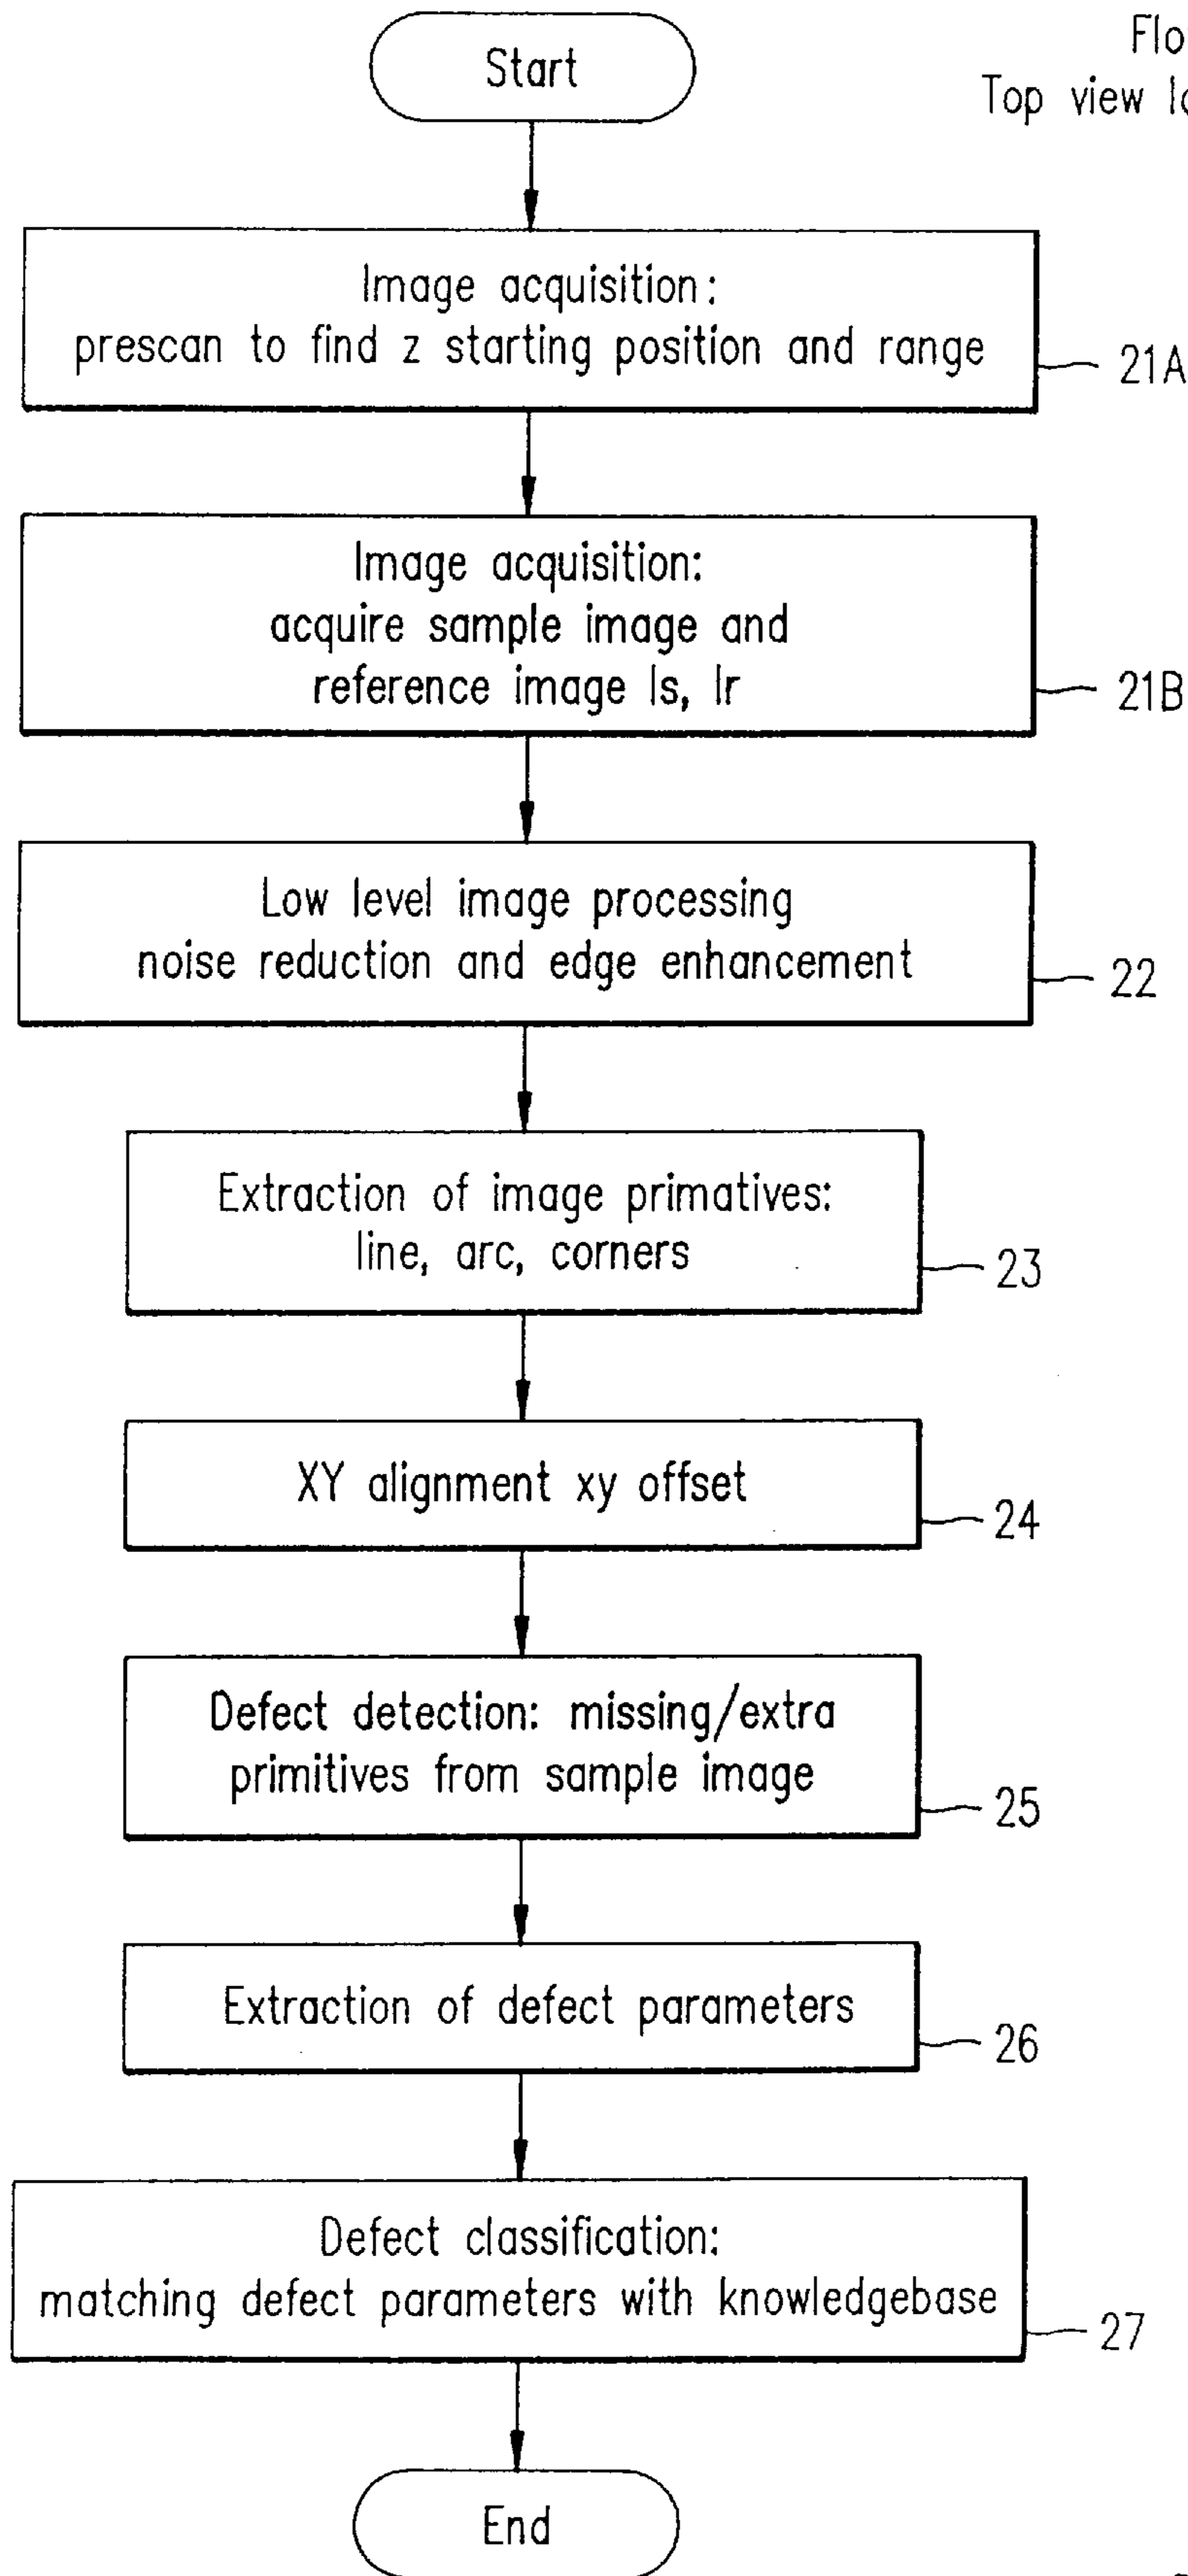 Start
Top view
Image acquisition:
prescan to find z starting position and range
21A
Image acquisition:
acquire sample image and
reference image Is, Ir
21B
Low level image processing
noise reduction and edge enhancement
22
Extraction of image primatives:
line, arc, corners
23
XY alignment xy offset
24
Defect detection: missing/extra
primitives from sample image
25
Extraction of defect parameters
26
Defect classification:
matching defect parameters with knowledgebase
27
End